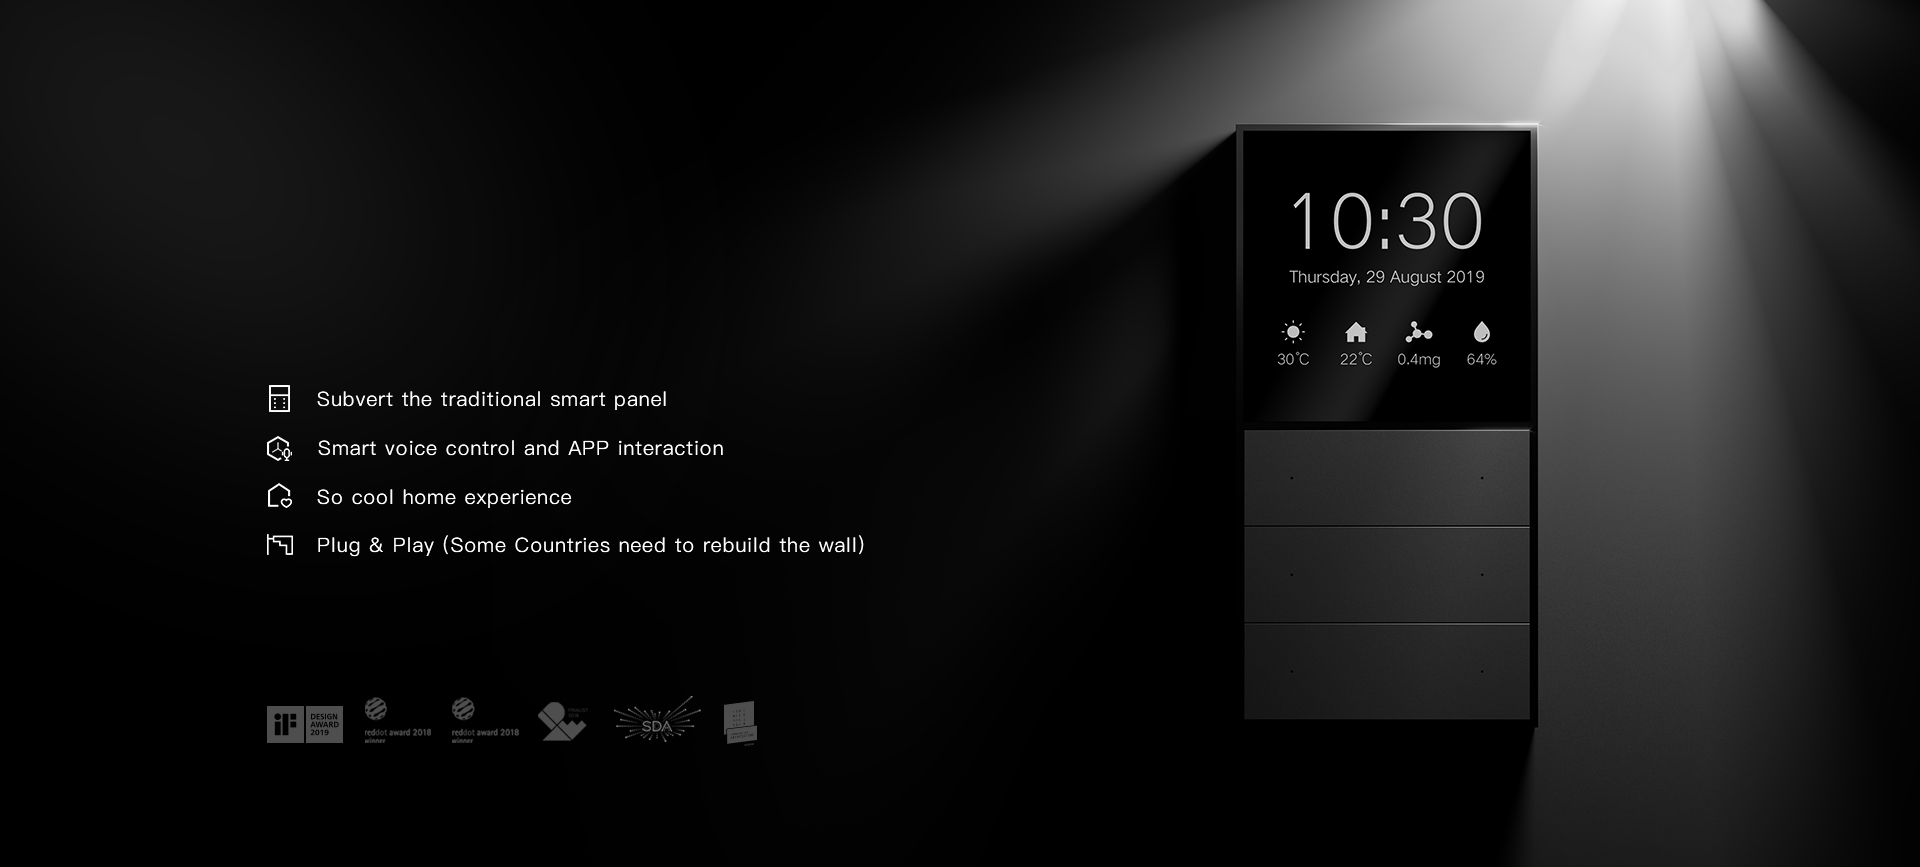 Subvert the traditional smart panel
Smart voice control and APP interaction
So cool home experience
Plug & Play (Some Countries need to rebuild the wall)
iF
DESIGN
AWARD
2019
reddot award 2018
winner
reddot award 2018
winner
SDA
10:30
Thursday, 29 August 2019
30°C 22°C 0.4mg 64%